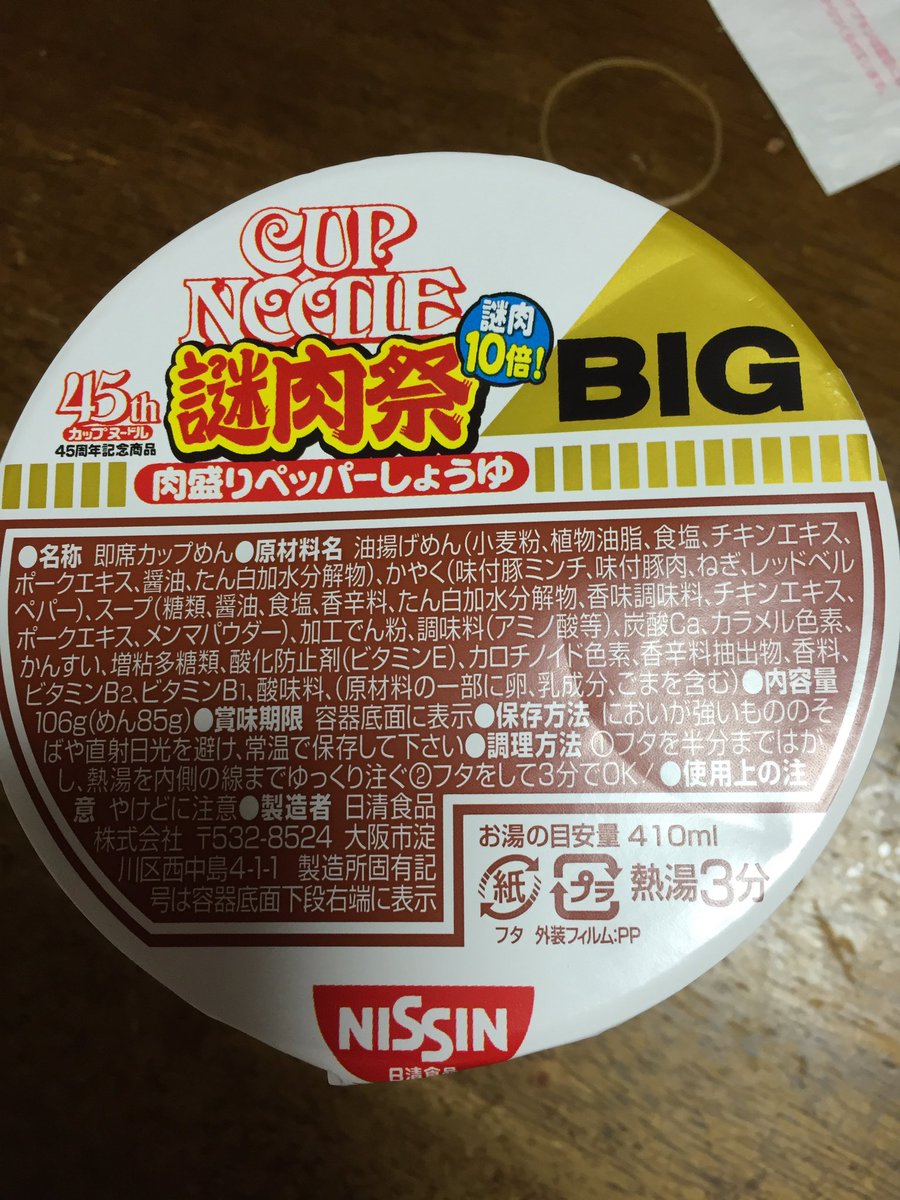 CUP
NOODLE
謎肉
10倍!
BIG
45th
カップヌードル
45周年記念商品
謎肉祭
肉盛りペッパーしょうゆ
●名称 即席カップめん●原材料名 油揚げめん(小麦粉、植物油脂、食塩、チキンエキス、
ポークエキス、醤油、たん白加水分解物)、かやく(味付豚ミンチ、味付豚肉、ねぎ、レッドベル
ペパー)、スープ(糖類、醤油、食塩、香辛料、たん白加水分解物、香味調味料、チキンエキス、
ポークエキス、メンマパウダー)、加工でん粉、調味料(アミノ酸等)、炭酸Ca、カラメル色素、
かんすい、増粘多糖類、酸化防止剤(ビタミンE)、カロチノイド色素、香辛料抽出物、香料、
ビタミンB2、ビタミンB1、酸味料、(原材料の一部に卵、乳成分、ごまを含む)●内容量
106g(めん85g)●賞味期限 容器底面に表示●保存方法 においが強いもののそ
ばや直射日光を避け、常温で保存して下さい●調理方法 ①フタを半分まではが
し、熱湯を内側の線までゆっくり注ぐ②フタをして3分でOK!●使用上の注
意 やけどに注意●製造者 日清食品
株式会社 〒532-8524 大阪市淀
川区西中島4-1-1 製造所固有記
号は容器底面下段右端に表示
お湯の目安量 410ml
紙 プラ 熱湯3分
フタ 外装フィルム:PP
NISSIN
日清食品